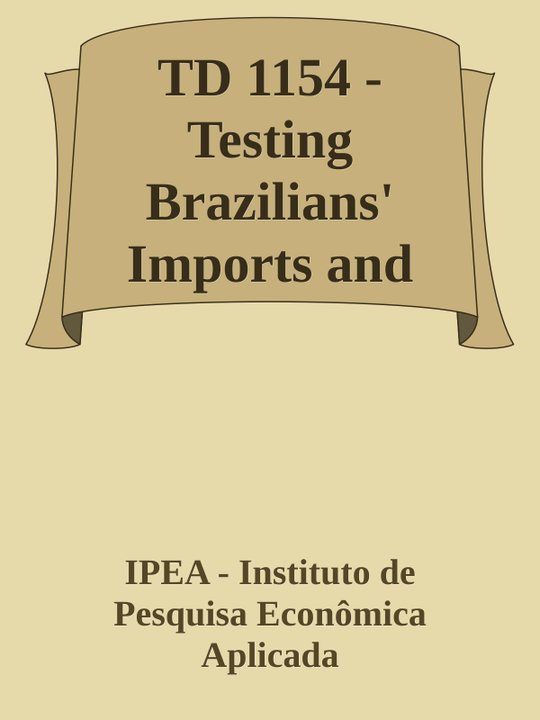 TD 1154 -
Testing
Brazilians'
Imports and
IPEA - Instituto de
Pesquisa Econômica
Aplicada